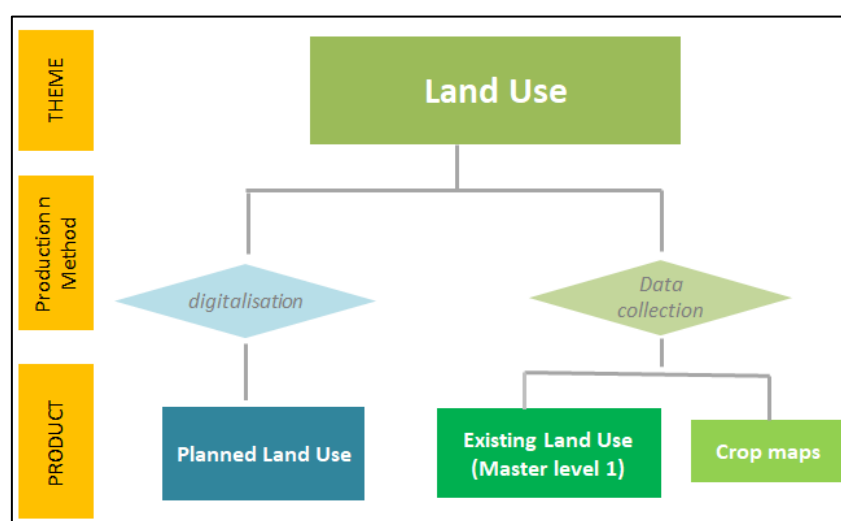 THEME
Land Use
Production n
Method
digitalisation
Data
collection
PRODUCT
Planned Land Use
Existing Land Use
(Master level 1)
Crop maps